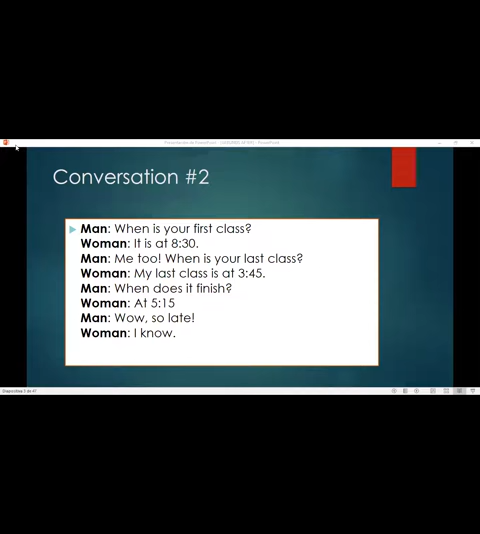 Conversation #2
Man: When is your first class?
Woman: It is at 8:30.
Man: Me too! When is your last class?
Woman: My last class is at 3:45.
Man: When does it finish?
Woman: At 5:15
Man: Wow, so late!
Woman: I know.